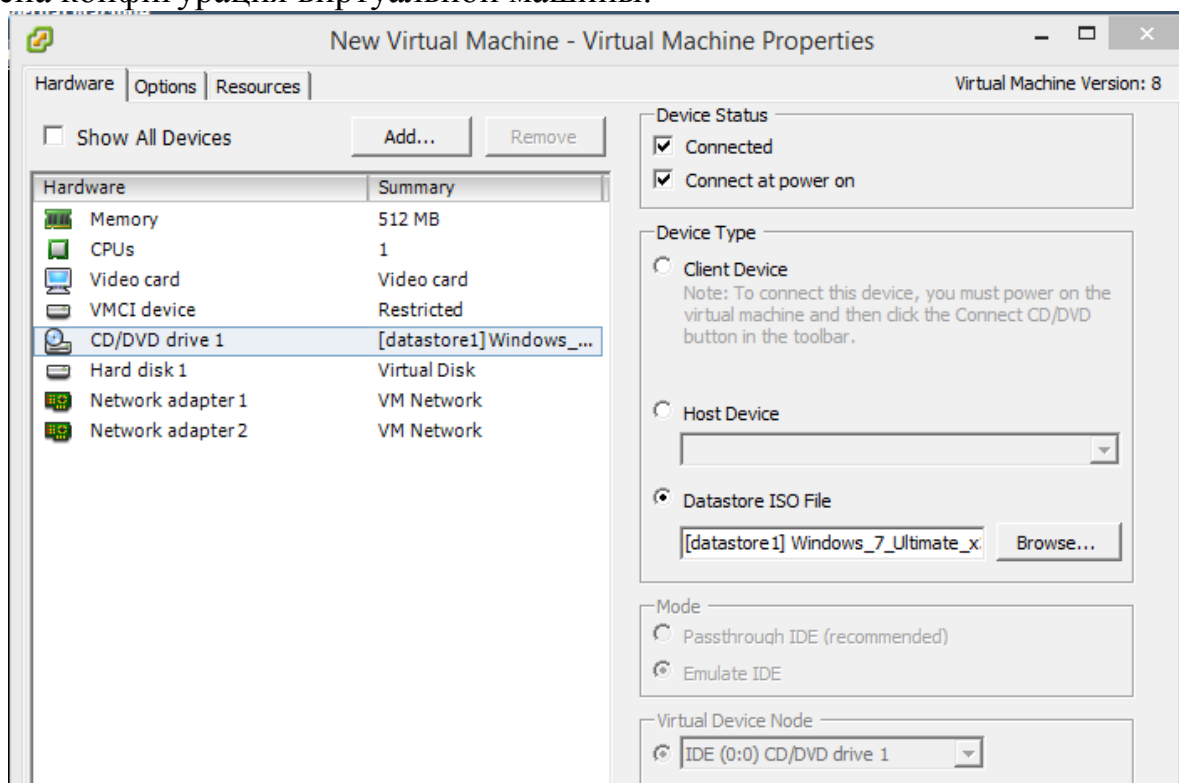 конфигурация виртуальной машины.
New Virtual Machine - Virtual Machine Properties
Hardware Options Resources
Virtual Machine Version: 8
Show All Devices
Add...
Remove
Hardware Summary
Memory 512 MB
CPUs 1
Video card Video card
VMCI device Restricted
CD/DVD drive 1 [datastore1] Windows_...
Hard disk 1 Virtual Disk
Network adapter 1 VM Network
Network adapter 2 VM Network
Device Status
Connected
Connect at power on
Device Type
Client Device
Note: To connect this device, you must power on the
virtual machine and then click the Connect CD/DVD
button in the toolbar.
Host Device
Datastore ISO File
[datastore1] Windows_7_Ultimate_x
Browse...
Mode
Passthrough IDE (recommended)
Emulate IDE
Virtual Device Node
IDE (0:0) CD/DVD drive 1